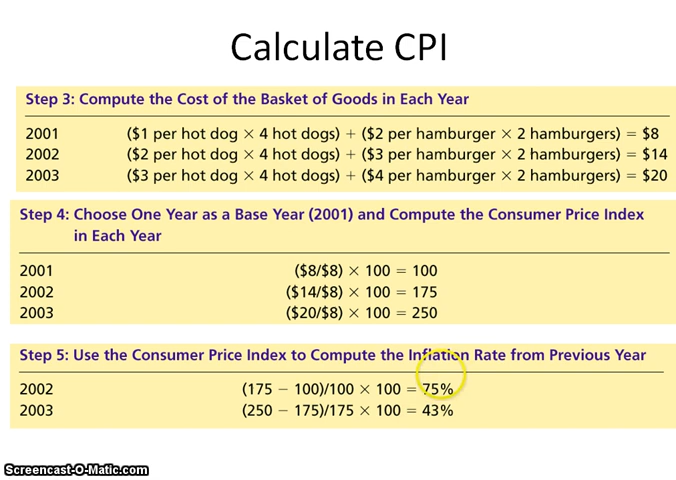 Calculate CPI
Step 3: Compute the Cost of the Basket of Goods in Each Year
2001 ($1 per hot dog × 4 hot dogs) + ($2 per hamburger × 2 hamburgers) = $8
2002 ($2 per hot dog × 4 hot dogs) + ($3 per hamburger × 2 hamburgers) = $14
2003 ($3 per hot dog × 4 hot dogs) + ($4 per hamburger × 2 hamburgers) = $20
Step 4: Choose One Year as a Base Year (2001) and Compute the Consumer Price Index
in Each Year
2001 ($8/$8) × 100 = 100
2002 ($14/$8) × 100 = 175
2003 ($20/$8) × 100 = 250
Step 5: Use the Consumer Price Index to Compute the Inflation Rate from Previous Year
2002 (175 − 100)/100 × 100 = 75%
2003 (250 − 175)/175 × 100 = 43%
Screencast-O-Matic.com